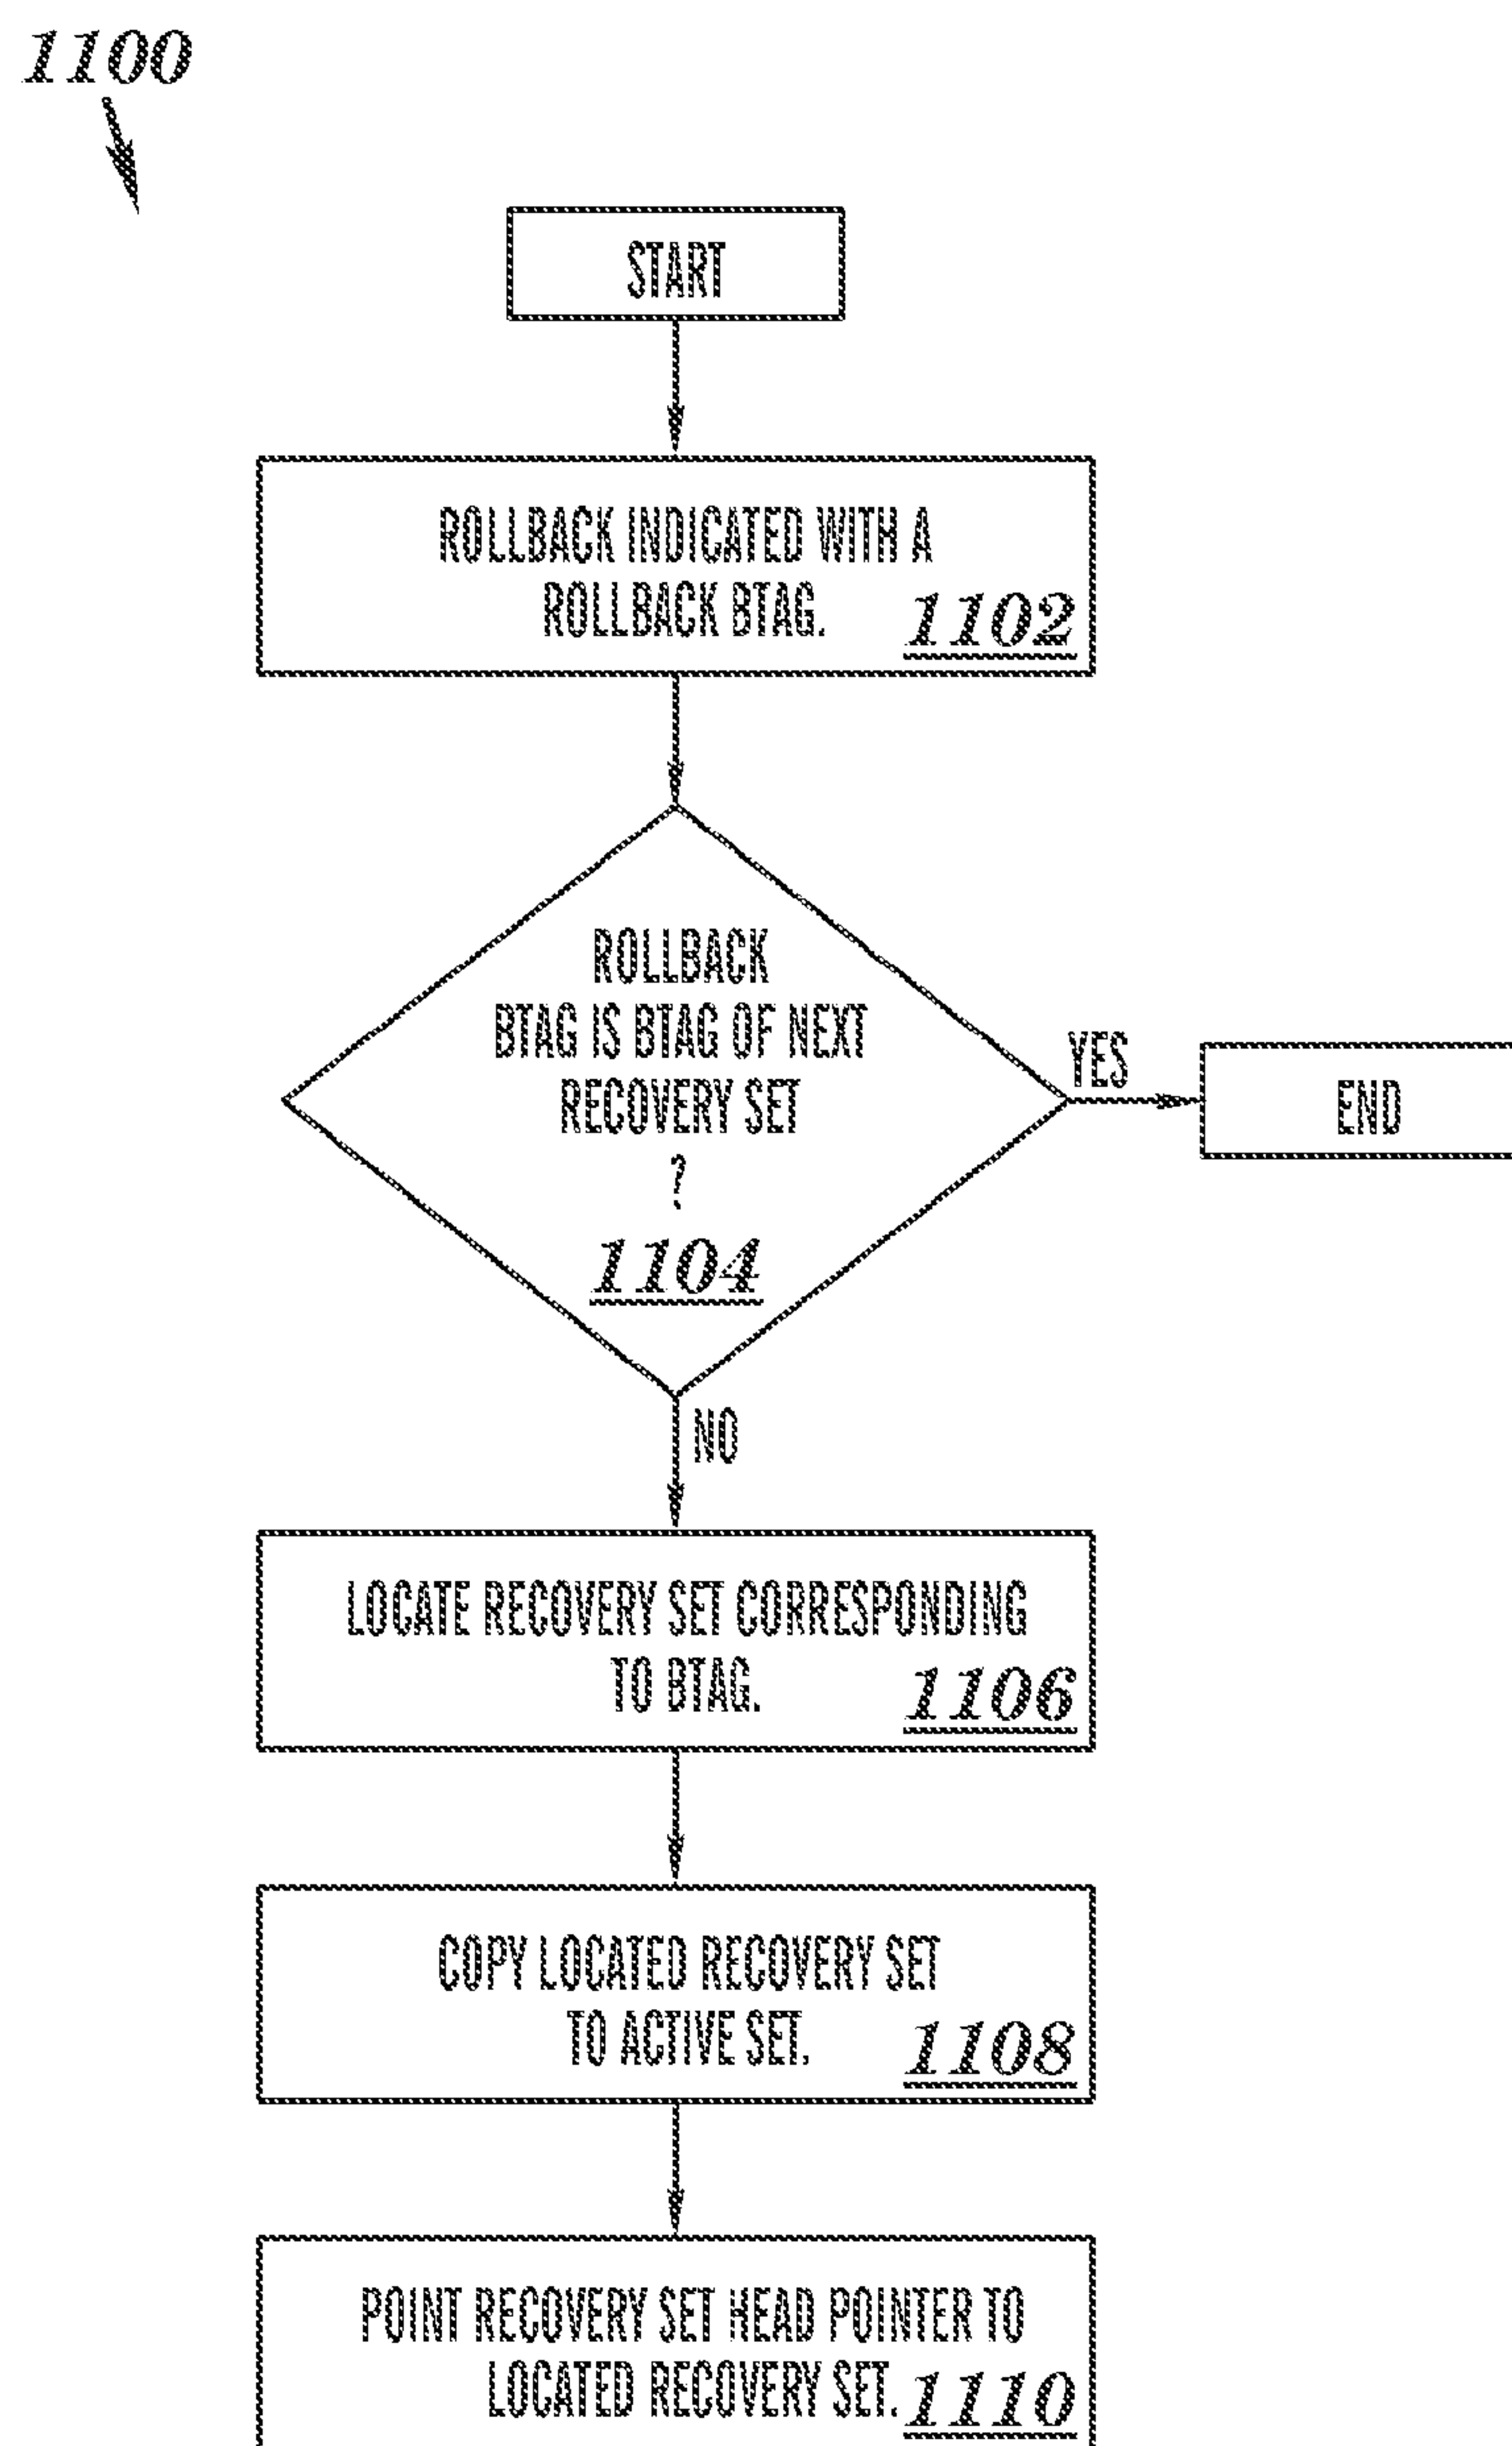 1100
START
ROLLBACK INDICATED WITH A
ROLLBACK BTAG.
1102
ROLLBACK
BTAG IS BTAG OF NEXT
RECOVERY SET
?
1104
YES
END
NO
LOCATE RECOVERY SET CORRESPONDING
TO BTAG.
1106
COPY LOCATED RECOVERY SET
TO ACTIVE SET.
1108
POINT RECOVERY SET HEAD POINTER TO
LOCATED RECOVERY SET.
1110